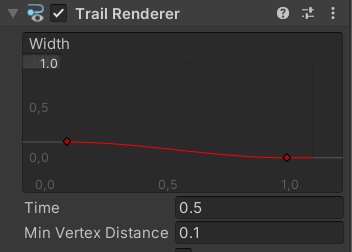 Trail Renderer
Width
1.0
0,5
0,0
0,0 0,5 1,0
Time 0.5
Min Vertex Distance 0.1